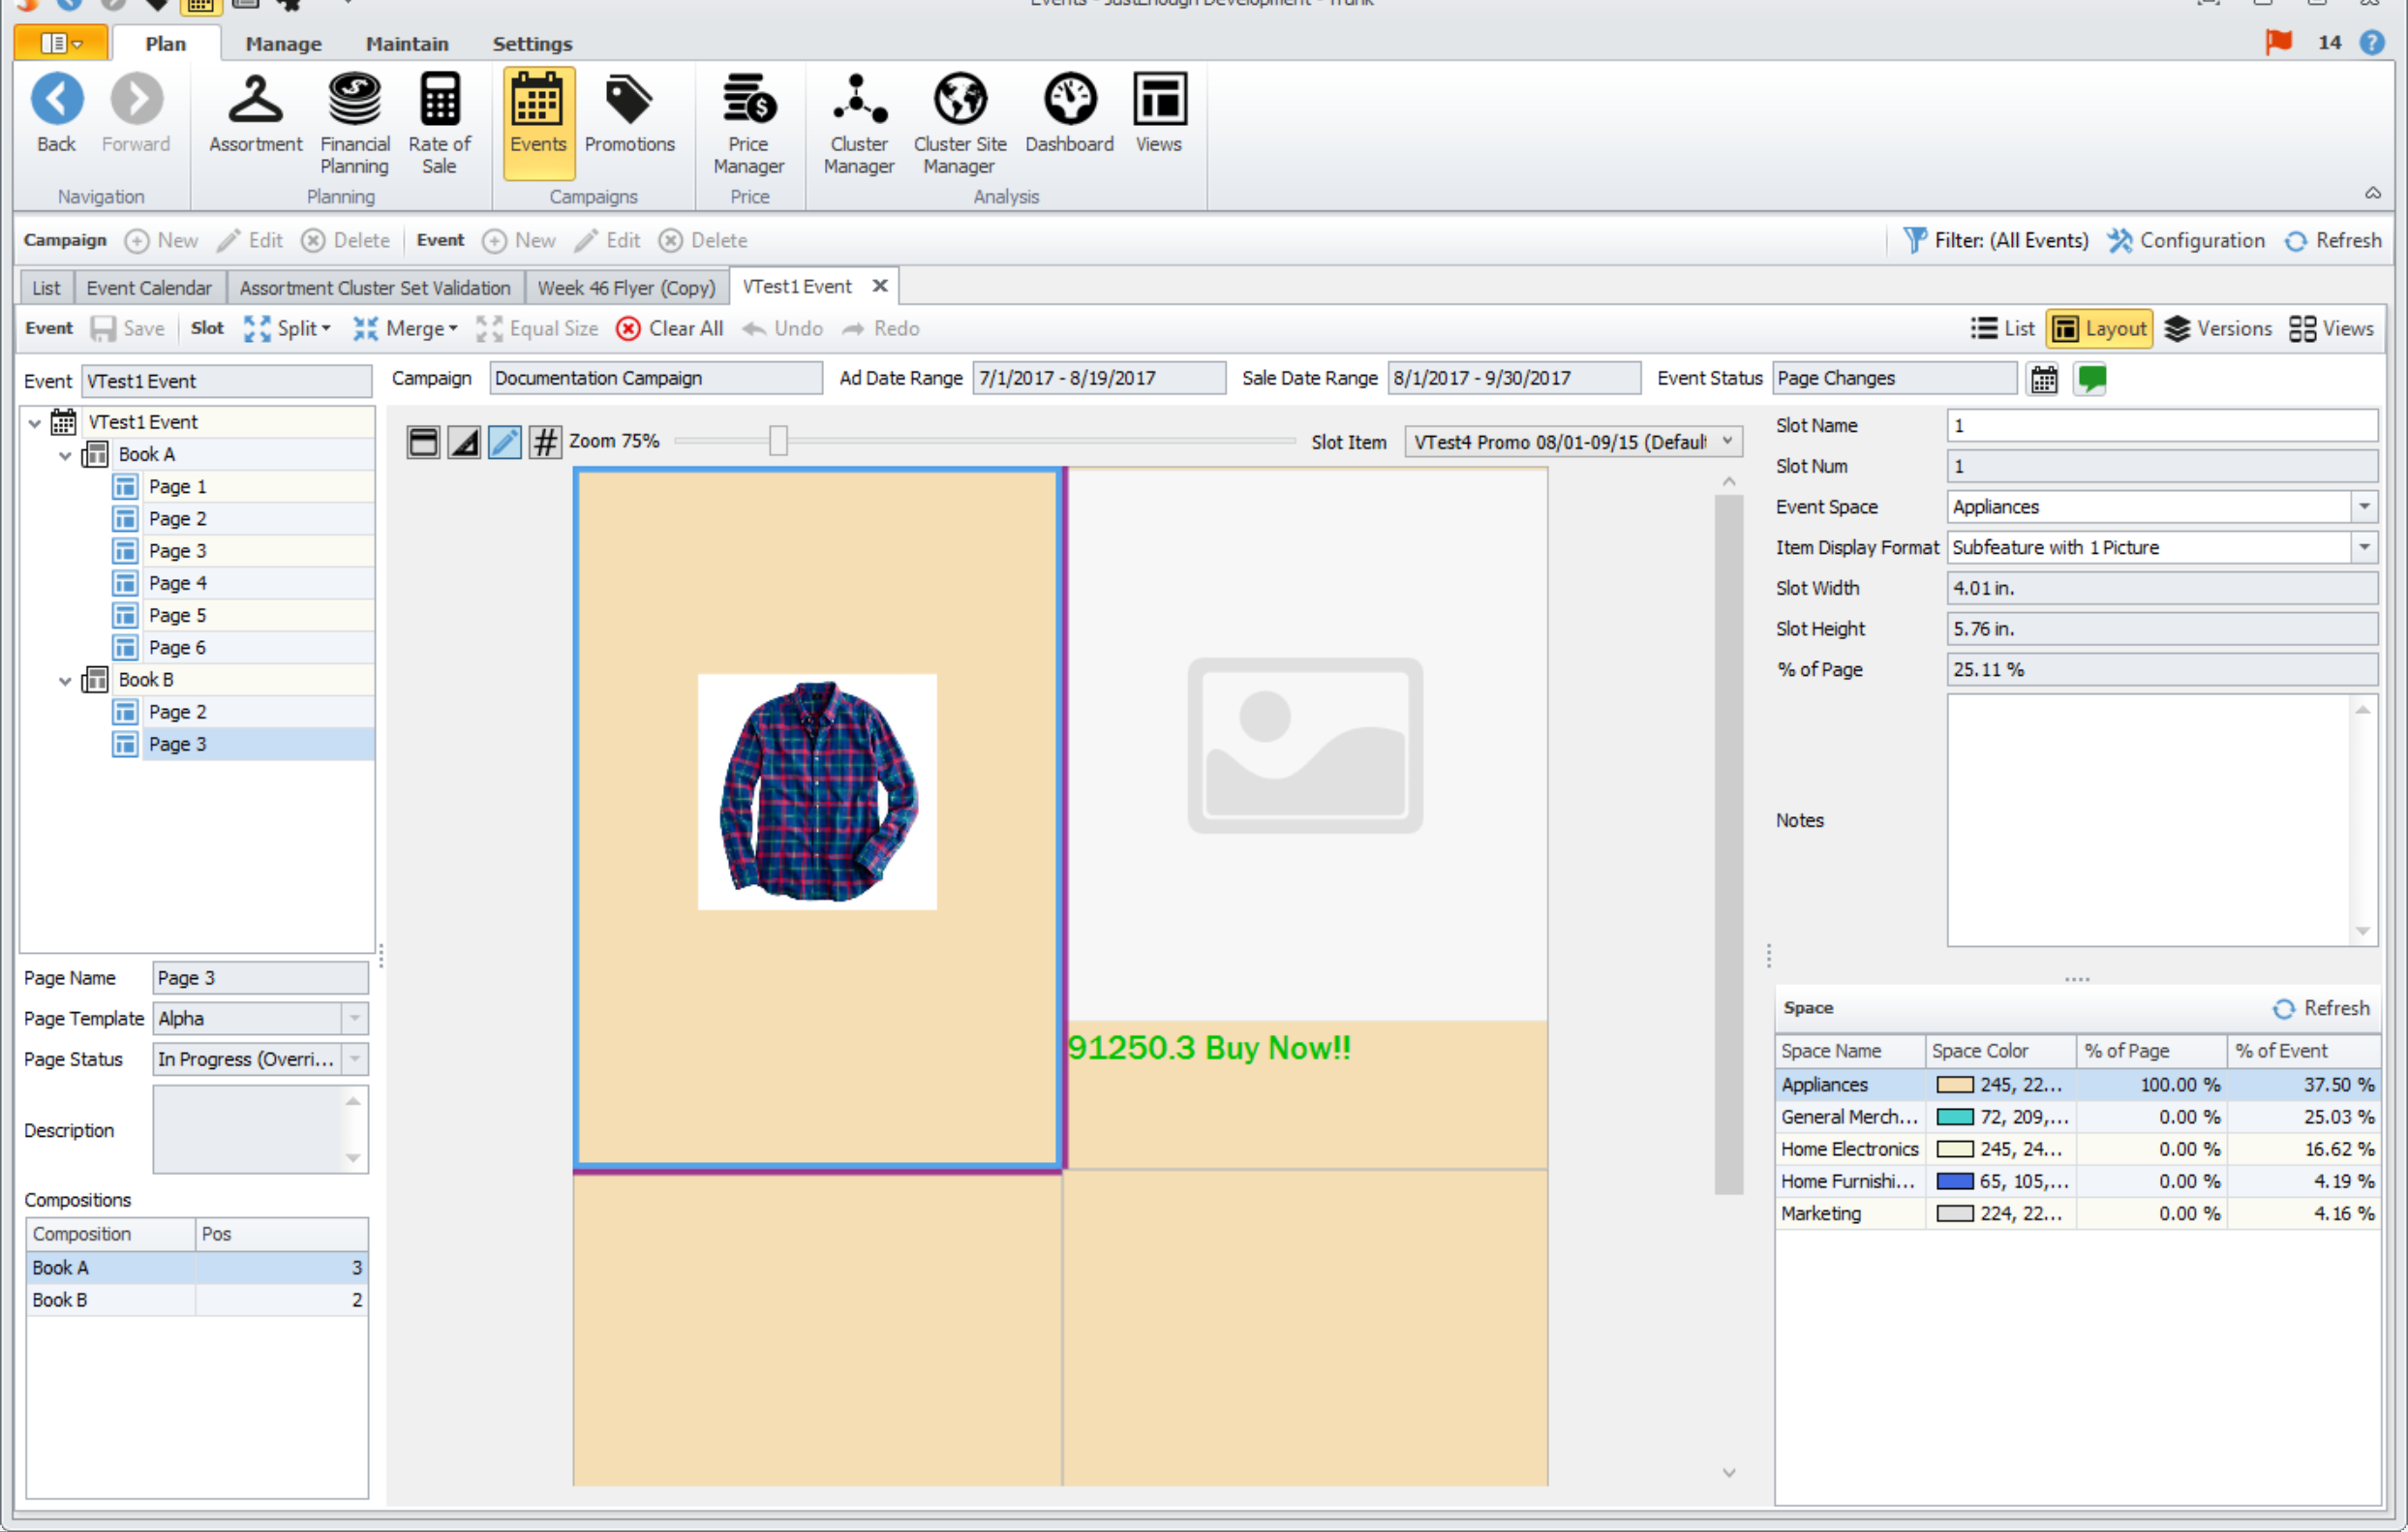 Events - JustEnough Development - Trunk
Plan Manage Maintain Settings 14 ?
Back Forward Assortment Financial Planning Rate of Sale Events Promotions Price Manager Cluster Manager Cluster Site Manager Dashboard Views
Navigation Planning Campaigns Price Analysis
Campaign New Edit Delete Event New Edit Delete Filter: (All Events) Configuration Refresh
List Event Calendar Assortment Cluster Set Validation Week 46 Flyer (Copy) VTest1 Event
Event Save Slot Split Merge Equal Size Clear All Undo Redo List Layout Versions Views
Event VTest1 Event Campaign Documentation Campaign Ad Date Range 7/1/2017 - 8/19/2017 Sale Date Range 8/1/2017 - 9/30/2017 Event Status Page Changes
VTest1 Event
Book A
Page 1
Page 2
Page 3
Page 4
Page 5
Page 6
Book B
Page 2
Page 3
Page Name Page 3
Page Template Alpha
Page Status In Progress (Overri...
Description
Compositions
Composition Pos
Book A 3
Book B 2
# Zoom 75% Slot Item VTest4 Promo 08/01-09/15 (Defaul
91250.3 Buy Now!!
Slot Name 1
Slot Num 1
Event Space Appliances
Item Display Format Subfeature with 1 Picture
Slot Width 4.01 in.
Slot Height 5.76 in.
% of Page 25.11 %
Notes
Space Refresh
Space Name Space Color % of Page % of Event
Appliances 245, 22... 100.00 % 37.50 %
General Merch... 72, 209,... 0.00 % 25.03 %
Home Electronics 245, 24... 0.00 % 16.62 %
Home Furnishi... 65, 105,... 0.00 % 4.19 %
Marketing 224, 22... 0.00 % 4.16 %